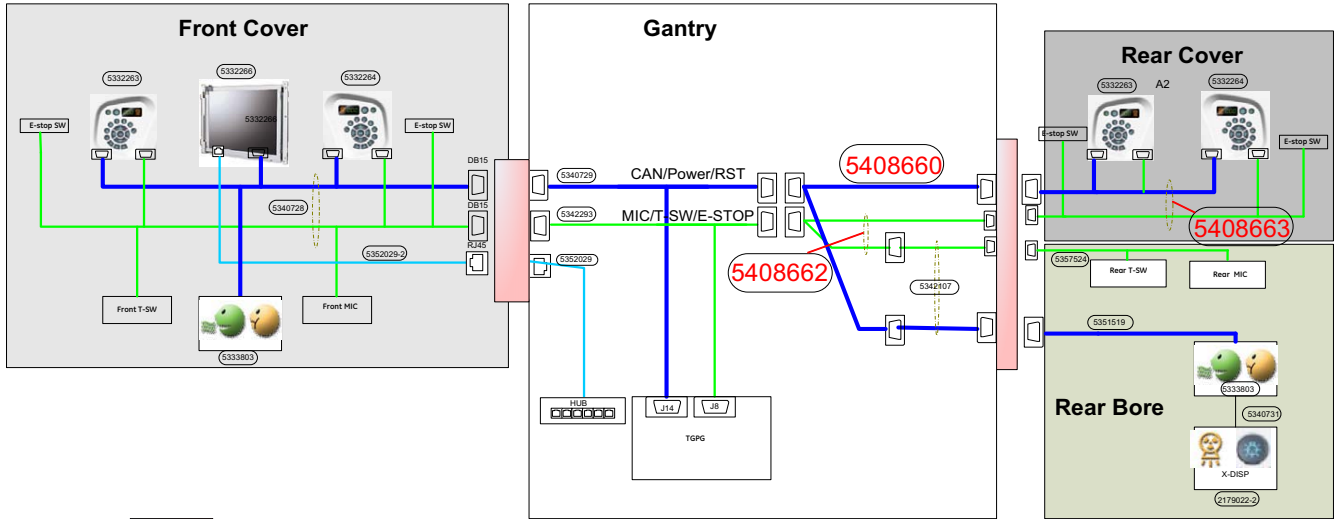 Front Cover
5332263
5332266
5332264
5332266
E-stop SW
E-stop SW
5340728
5352029-2
Front T-SW
Front MIC
5333803
DB15
DB15
RJ45
Gantry
5340729
CAN/Power/RST
5342293
MIC/T-SW/E-STOP
5352029
5408660
5408662
5342107
HUB
J14
J8
TGPG
Rear Cover
5332263
A2
5332264
E-stop SW
E-stop SW
5408663
5357524
Rear T-SW
Rear MIC
5351519
5333803
Rear Bore
5340731
X-DISP
2179022-2